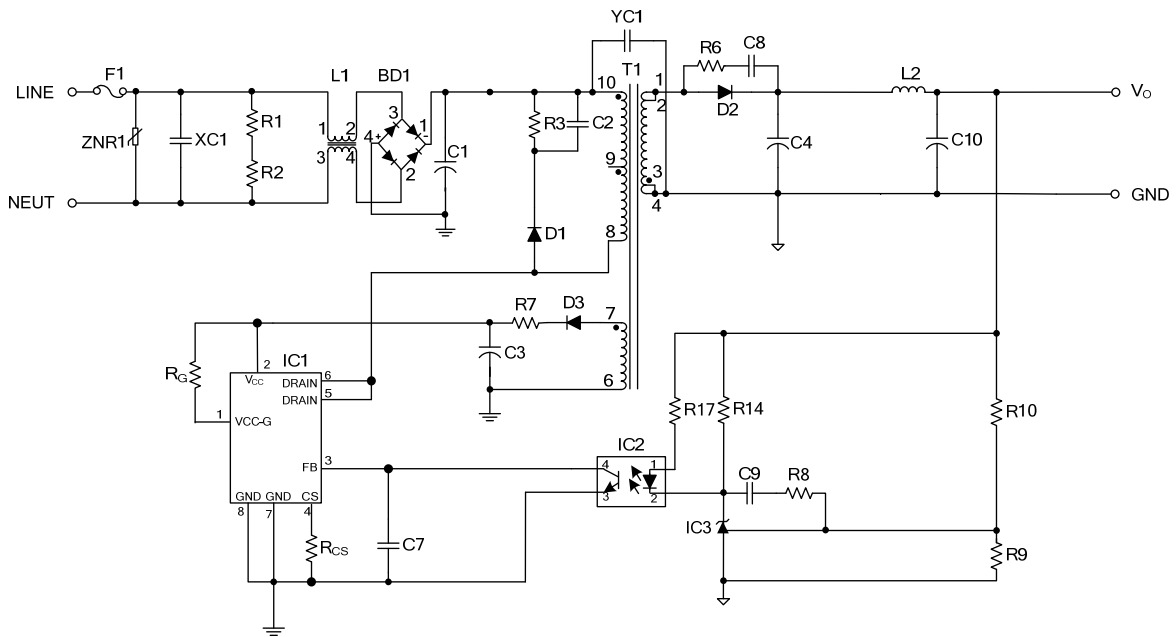 YC1
F1
L1
BD1
T1
R6
C8
L2
LINE
10
1
VO
1
2
3
1
-
2
D2
ZNR1
XC1
R1
4
+
C1
R3
C2
C4
C10
3
4
9
R2
2
3
NEUT
4
GND
8
D1
R7
D3
7
C3
2
IC1
6
RG
VCC
DRAIN
6
DRAIN
5
R17
R14
R10
1
VCC-G
IC2
FB
3
4
1
C9
R8
3
2
GND
GND
CS
8
7
4
IC3
RCS
C7
R9